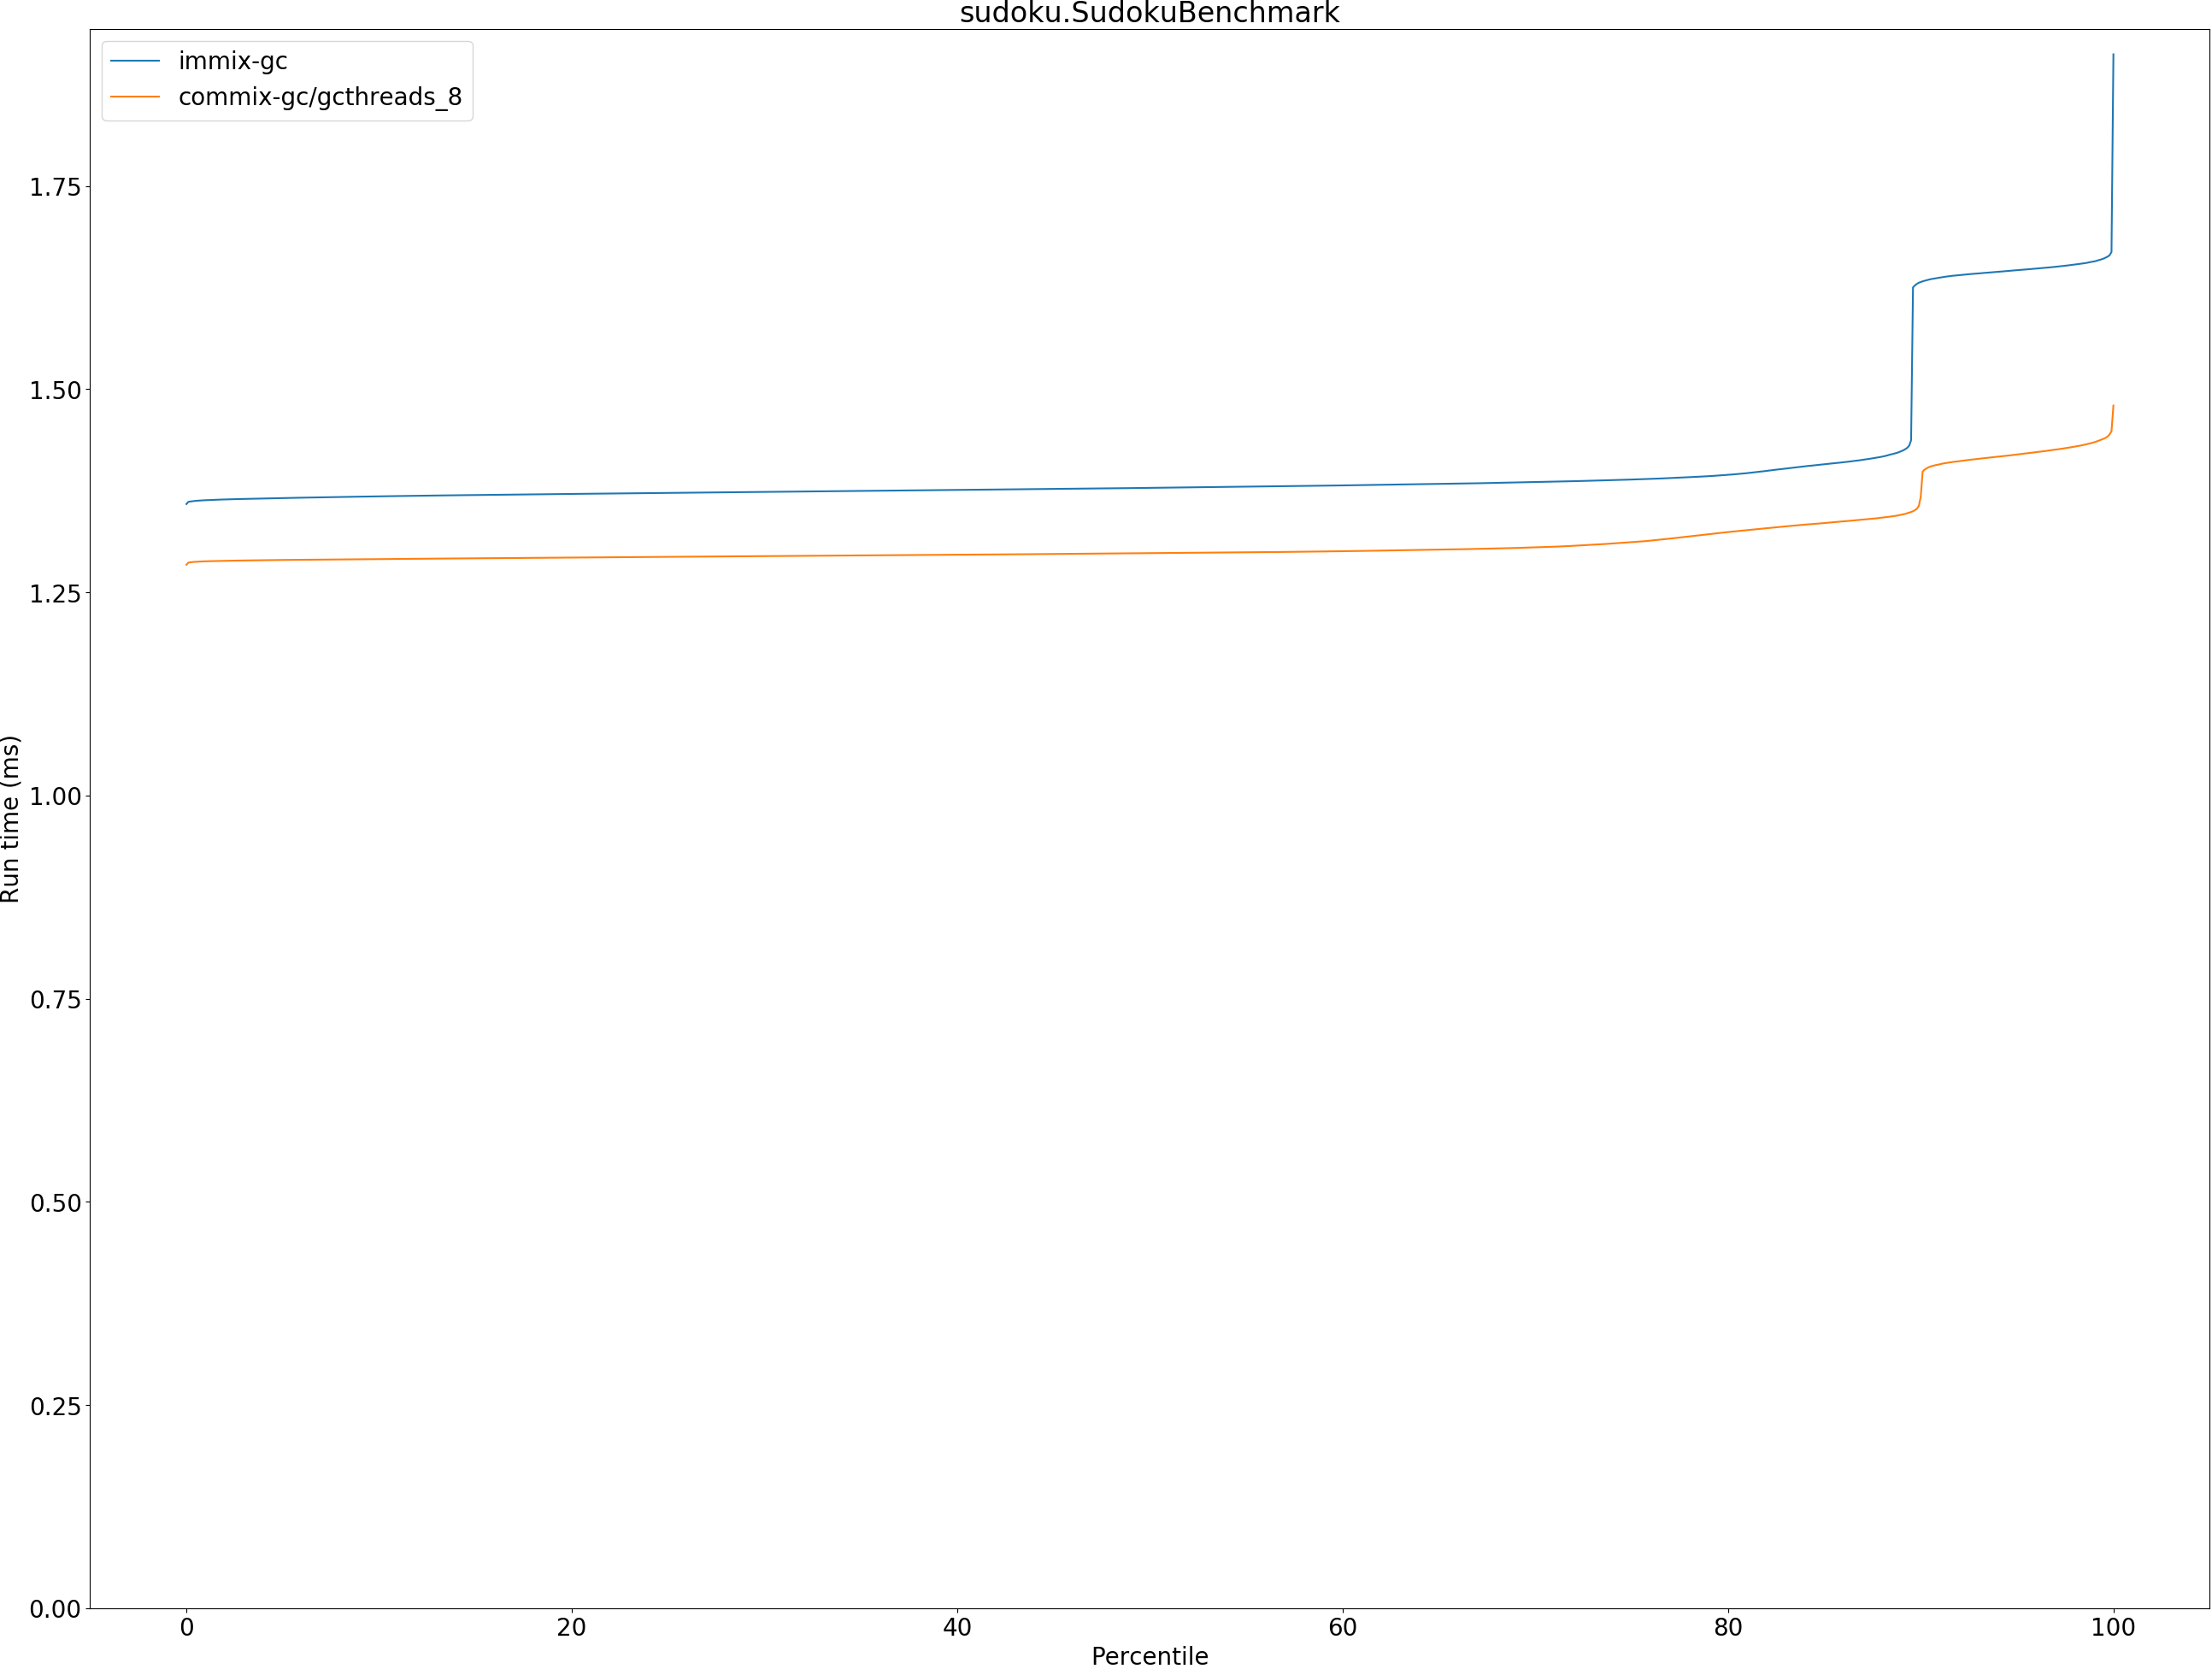 sudoku.SudokuBenchmark
immix-gc
commix-gc/gcthreads_8
1.75
1.50
1.25
1.00
0.75
0.50
0.25
0.00
Run time (ms)
0 20 40 60 80 100
Percentile